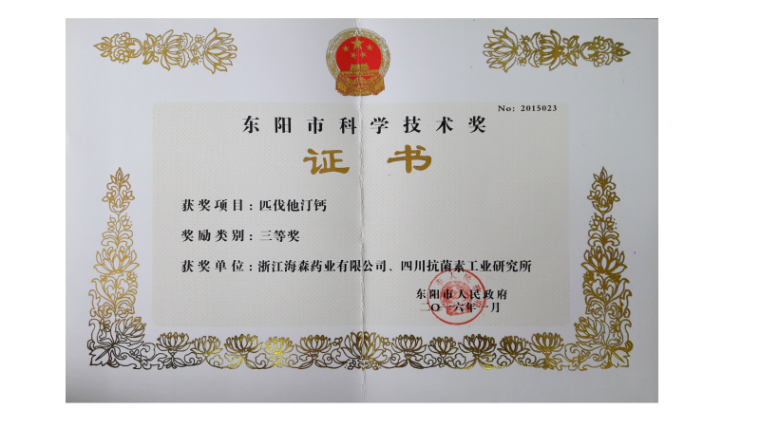 No: 2015023
东阳市科学技术奖
证书
获奖项目：匹伐他汀钙
奖励类别：三等奖
获奖单位：浙江海森药业有限公司、四川抗菌素工业研究所
东阳市人民政府
二〇一六年一月